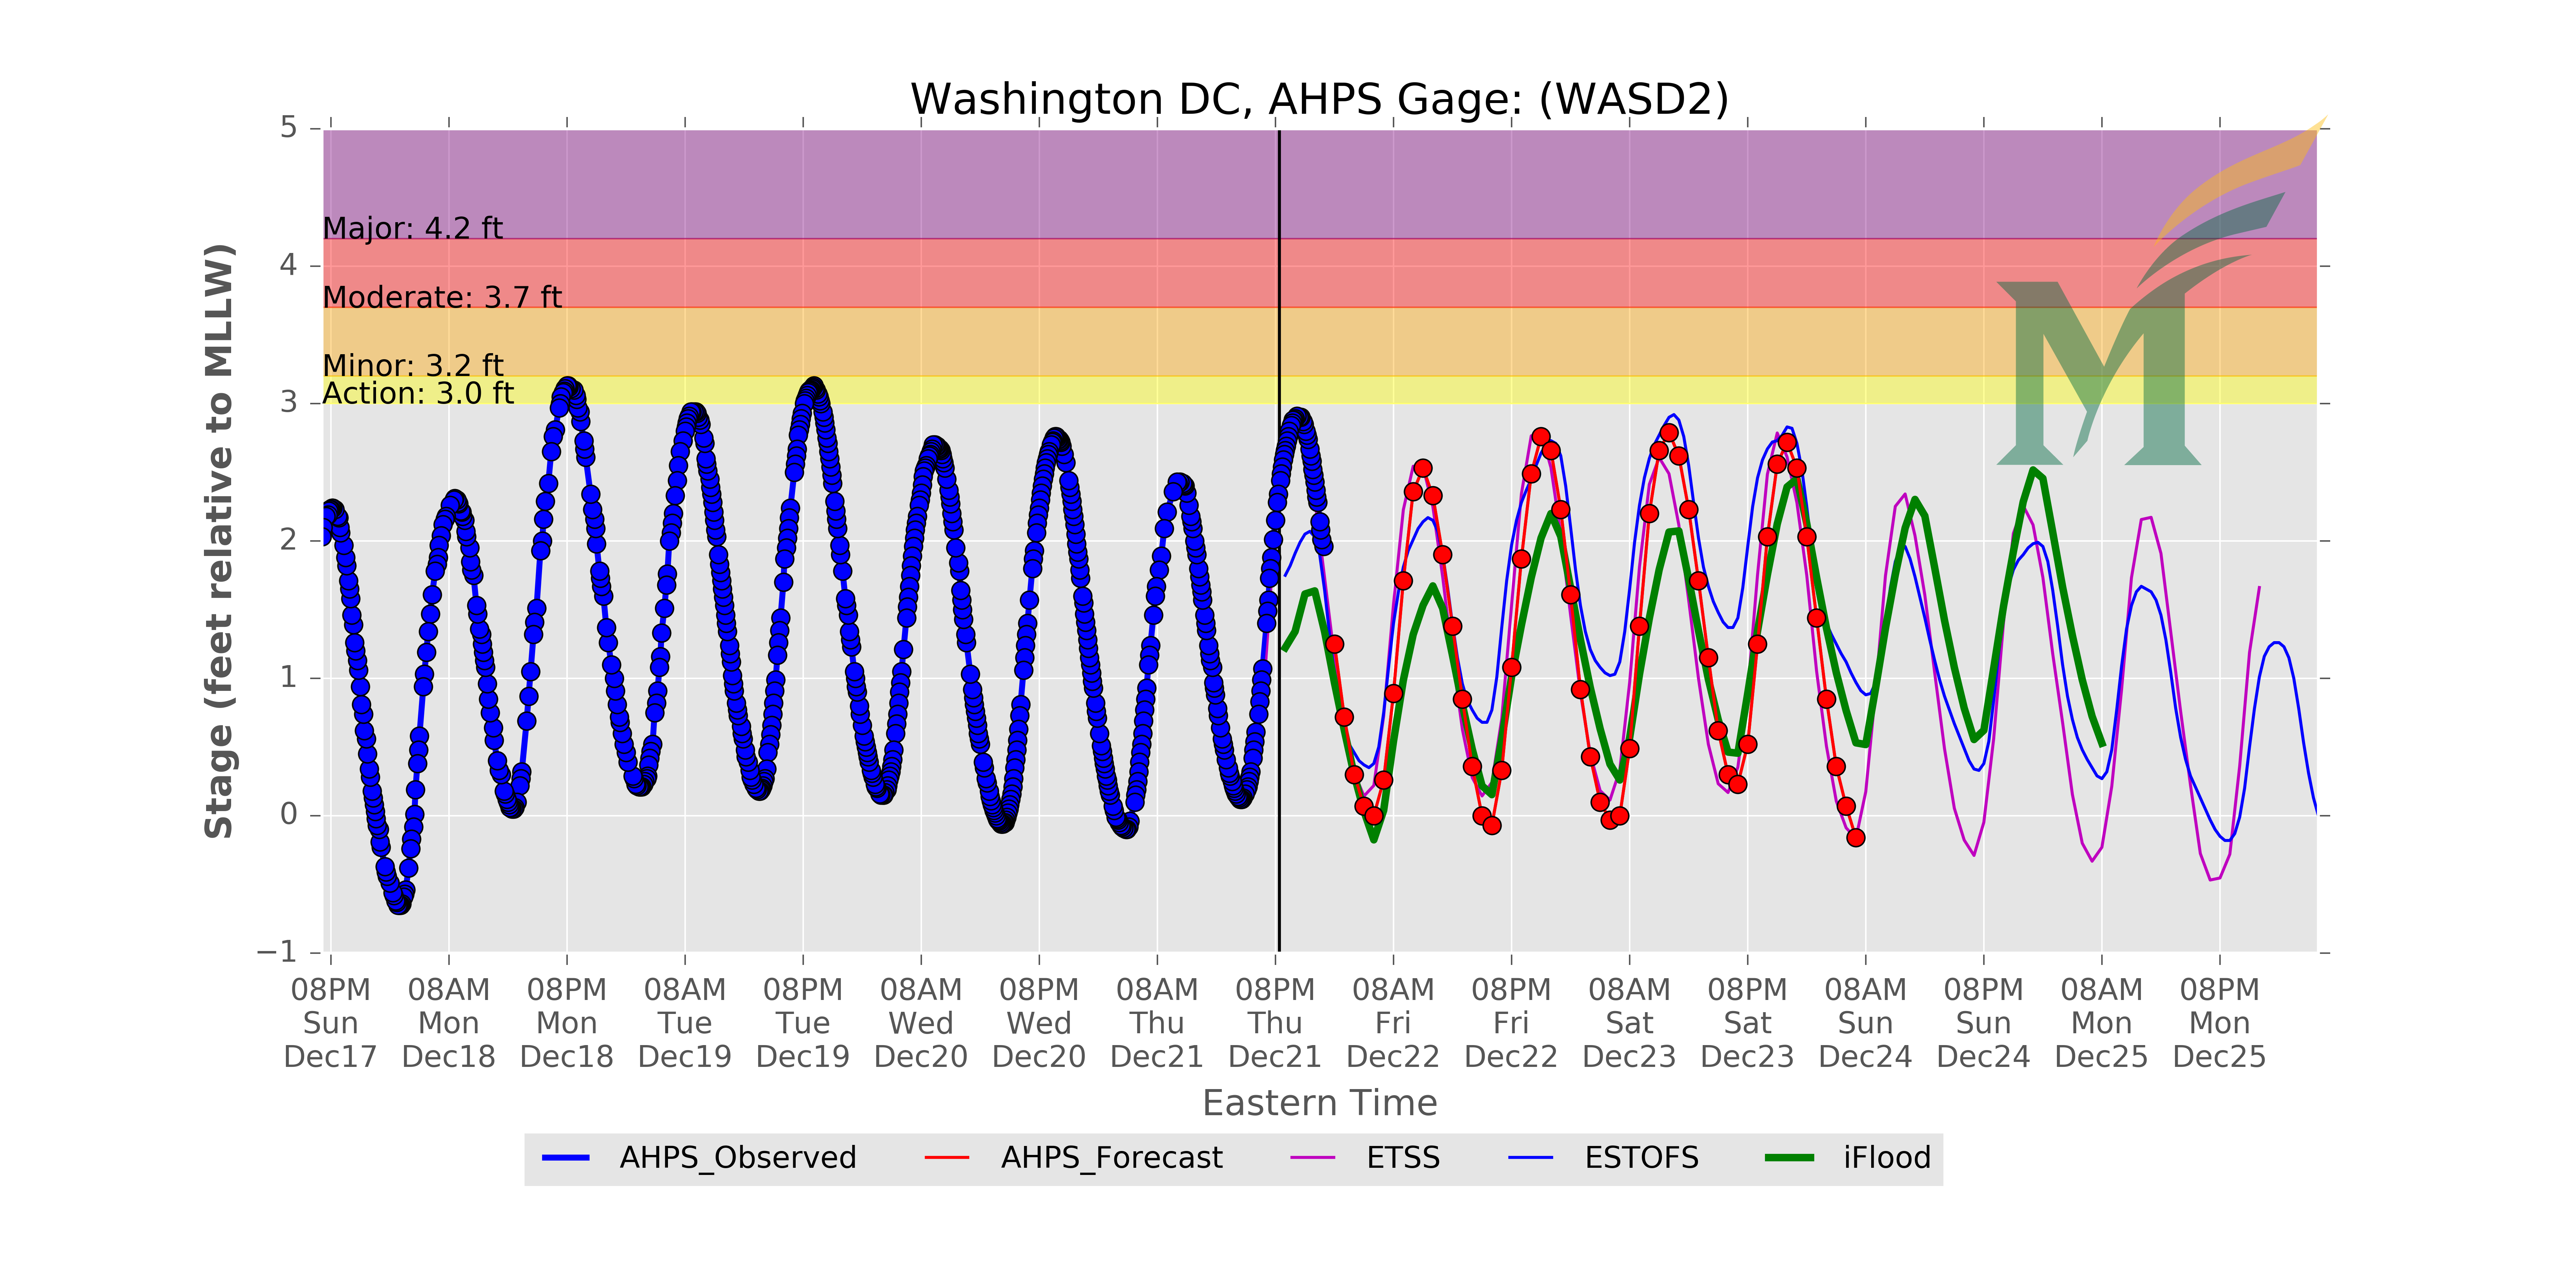 Washington DC, AHPS Gage: (WASD2)
5
4
3
2
1
0
−1
Stage (feet relative to MLLW)
Major: 4.2 ft
Moderate: 3.7 ft
Minor: 3.2 ft
Action: 3.0 ft
M
08PM 08AM 08PM 08AM 08PM 08AM 08PM 08AM 08PM 08AM 08PM 08AM 08PM 08AM 08PM 08AM 08PM
Sun Mon Mon Tue Tue Wed Wed Thu Thu Fri Fri Sat Sat Sun Sun Mon Mon
Dec17 Dec18 Dec18 Dec19 Dec19 Dec20 Dec20 Dec21 Dec21 Dec22 Dec22 Dec23 Dec23 Dec24 Dec24 Dec25 Dec25
Eastern Time
AHPS_Observed AHPS_Forecast ETSS ESTOFS iFlood